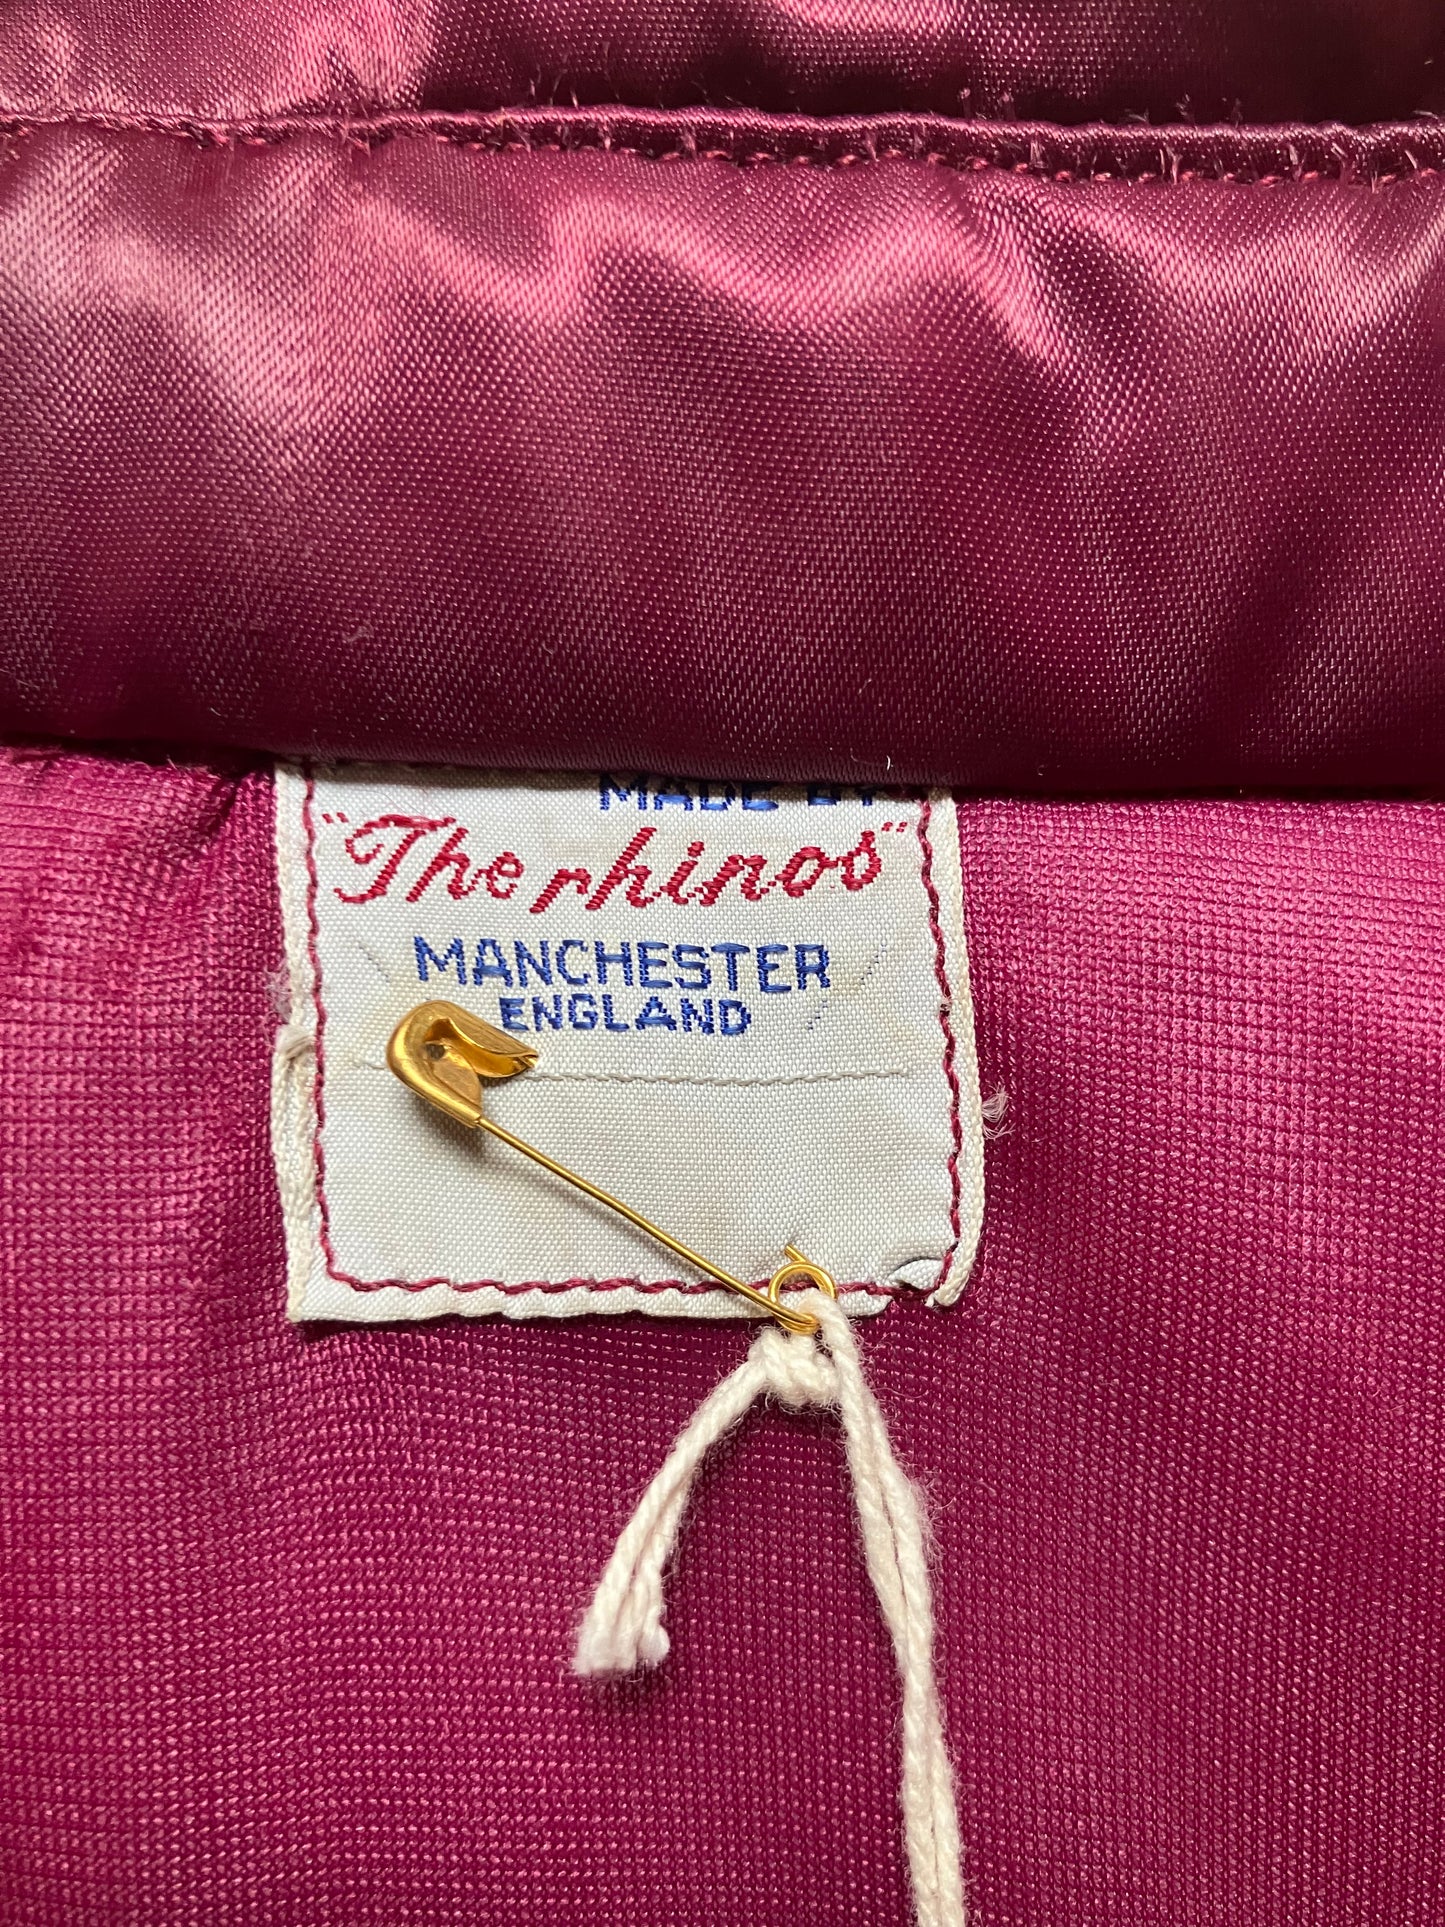 MADE BY
"The rhinos"
MANCHESTER
ENGLAND